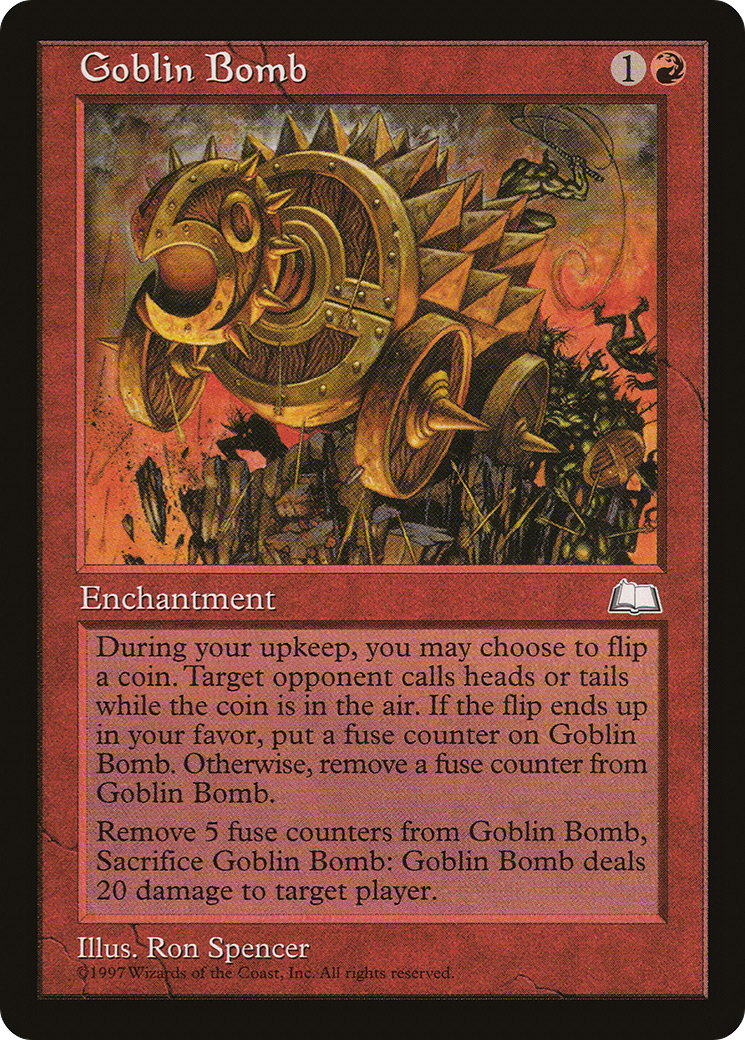 Goblin Bomb
1
Enchantment
During your upkeep, you may choose to flip
a coin. Target opponent calls heads or tails
while the coin is in the air. If the flip ends up
in your favor, put a fuse counter on Goblin
Bomb. Otherwise, remove a fuse counter from
Goblin Bomb.
Remove 5 fuse counters from Goblin Bomb,
Sacrifice Goblin Bomb: Goblin Bomb deals
20 damage to target player.
Illus. Ron Spencer
©1997 Wizards of the Coast, Inc. All rights reserved.